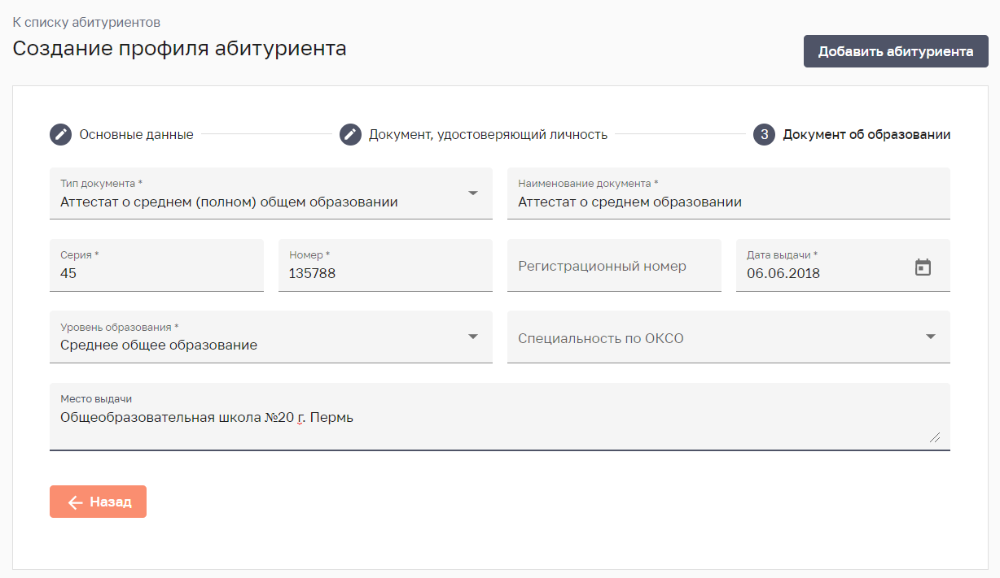 К списку абитуриентов
Создание профиля абитуриента
Добавить абитуриента
Основные данные
Документ, удостоверяющий личность
3 Документ об образовании
Тип документа *
Аттестат о среднем (полном) общем образовании
Наименование документа *
Аттестат о среднем образовании
Серия *
45
Номер *
135788
Регистрационный номер
Дата выдачи *
06.06.2018
Уровень образования *
Среднее общее образование
Специальность по ОКСО
Место выдачи
Общеобразовательная школа №20 г. Пермь
Назад